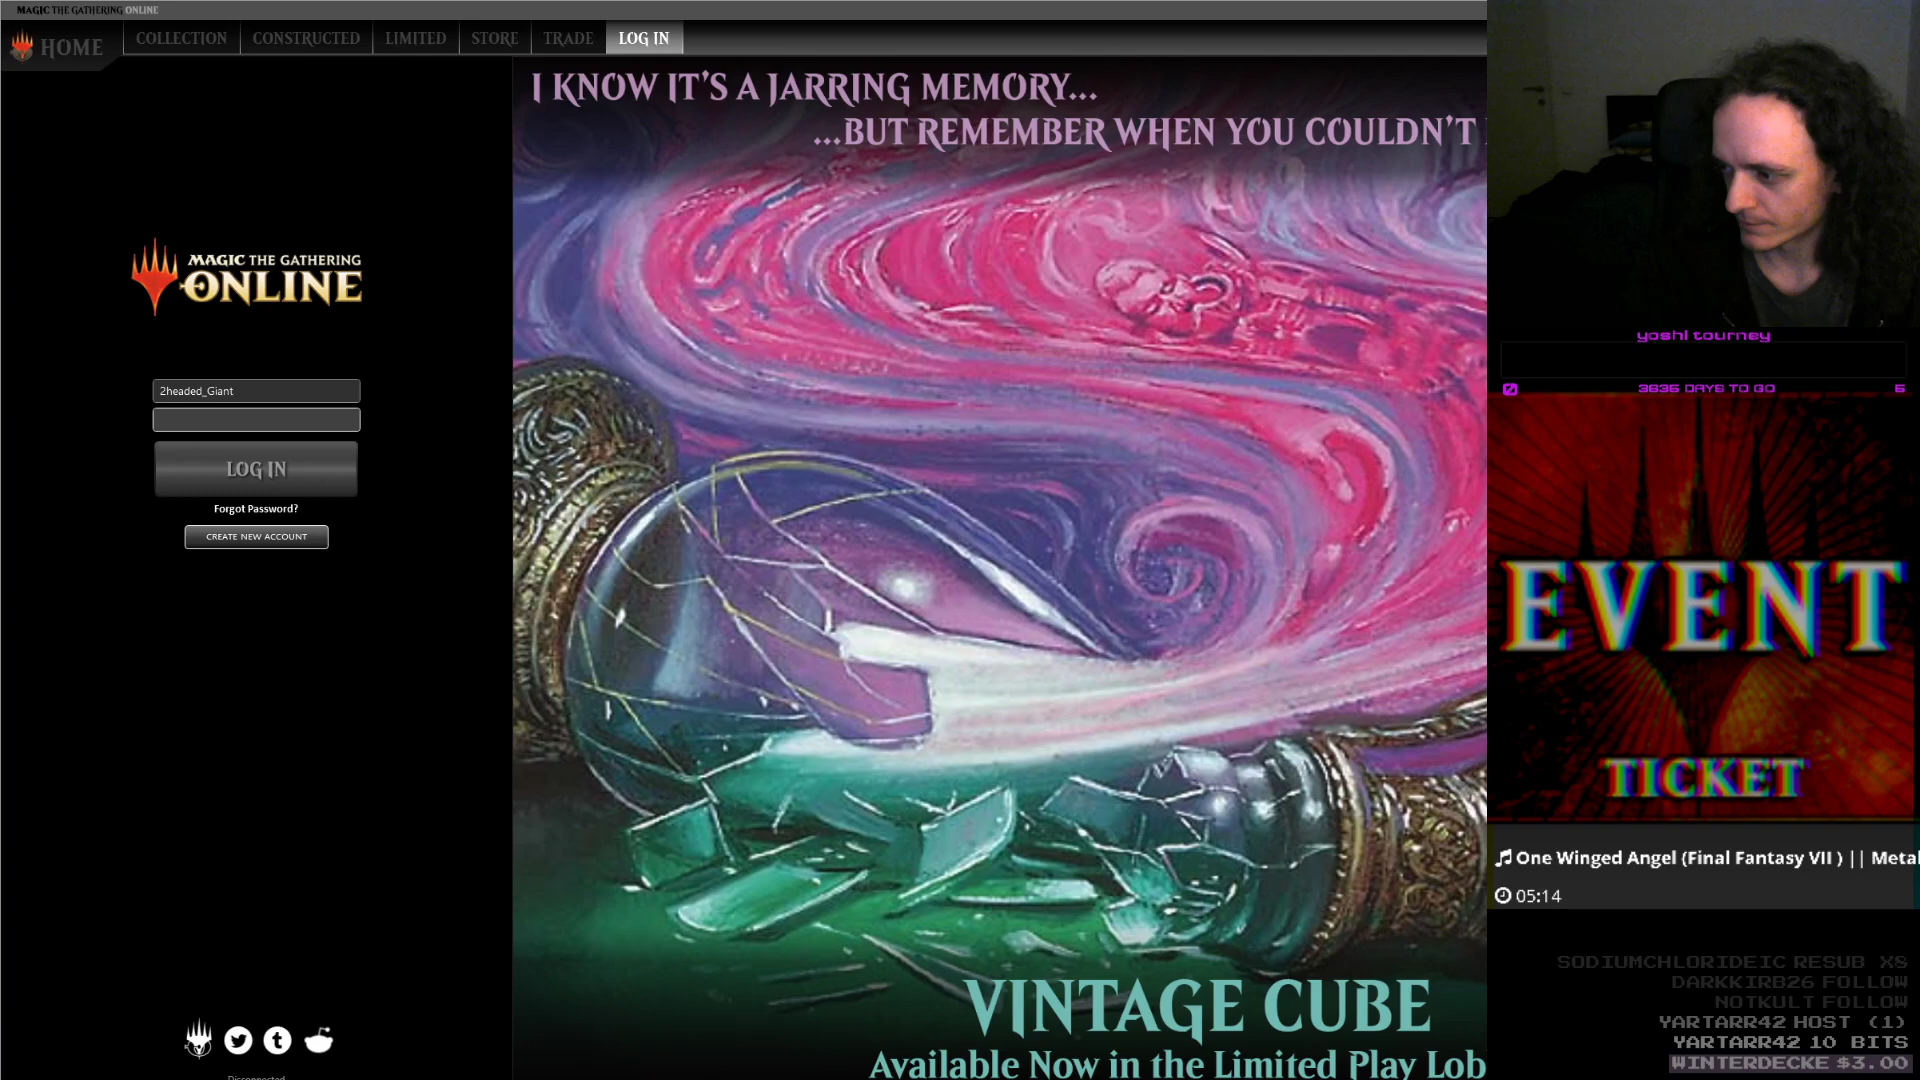 MAGIC THE GATHERING ONLINE
HOME
COLLECTION
CONSTRUCTED
LIMITED
STORE
TRADE
LOG IN
I KNOW IT'S A JARRING MEMORY...
...BUT REMEMBER WHEN YOU COULDN'T
MAGIC THE GATHERING
ONLINE
2headed_Giant
LOG IN
Forgot Password?
CREATE NEW ACCOUNT
VINTAGE CUBE
Available Now in the Limited Play Lob
Disconnected
yoshi tourney
0 3635 DAYS TO GO 6
EVENT
TICKET
One Winged Angel (Final Fantasy VII ) || Metal
05:14
SODIUMCHLORIDEIC RESUB X8
DARKKIRB26 FOLLOW
NOTKULT FOLLOW
YARTARR42 HOST (1)
YARTARR42 10 BITS
WINTERDECKE $3.00